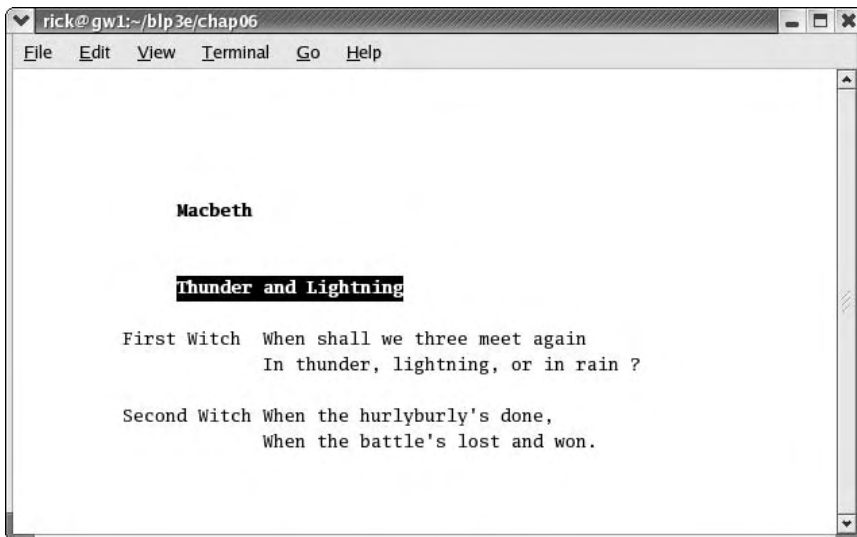 rick@gw1:~/blp3e/chap06
File Edit View Terminal Go Help
Macbeth
Thunder and Lightning
First Witch When shall we three meet again
In thunder, lightning, or in rain ?
Second Witch When the hurlyburly's done,
When the battle's lost and won.